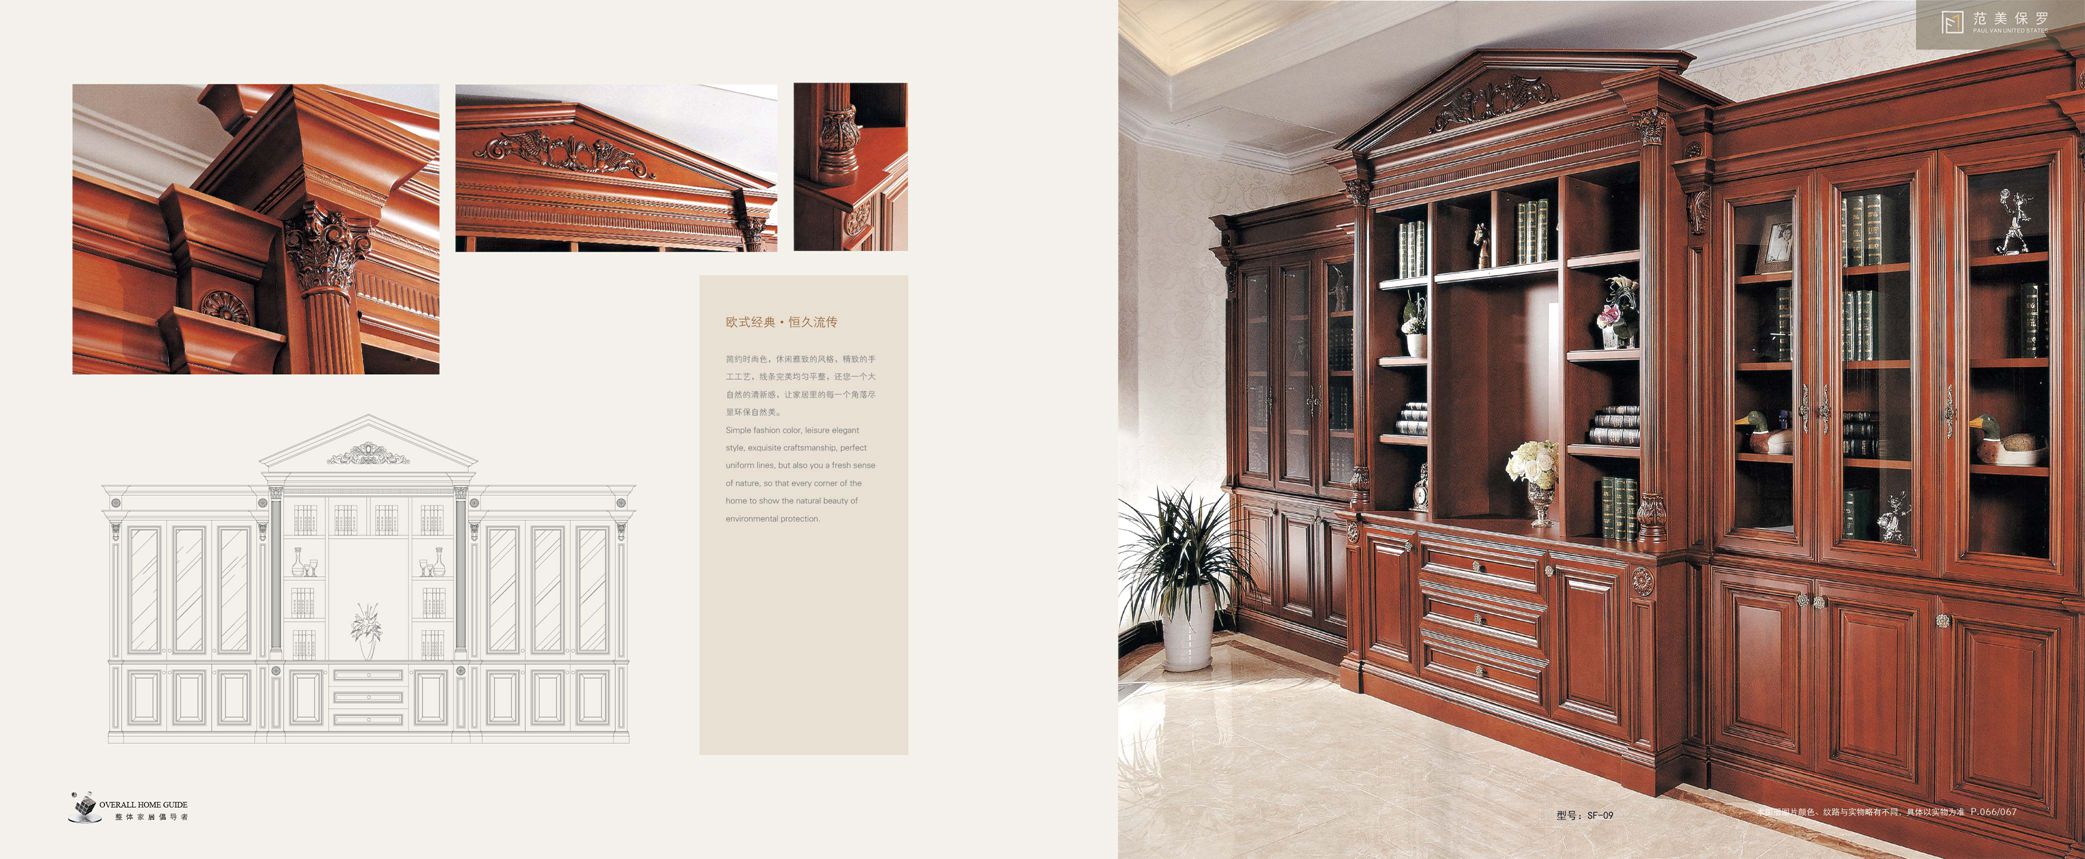 范美保罗
PAUL VAN UNITED STATES
欧式经典·恒久流传
简约时尚色，休闲雅致的风格、精致的手
工工艺，线条完美均匀平整，还您一个大
自然的清新感，让家居里的每一个角落尽
显环保自然美。
Simple fashion color, leisure elegant
style, exquisite craftsmanship, perfect
uniform lines, but also you a fresh sense
of nature, so that every corner of the
home to show the natural beauty of
environmental protection.
OVERALL HOME GUIDE
整体家居倡导者
型号：SF-09
本图册图片颜色、纹路与实物略有不同，具体以实物为准 P.066/067